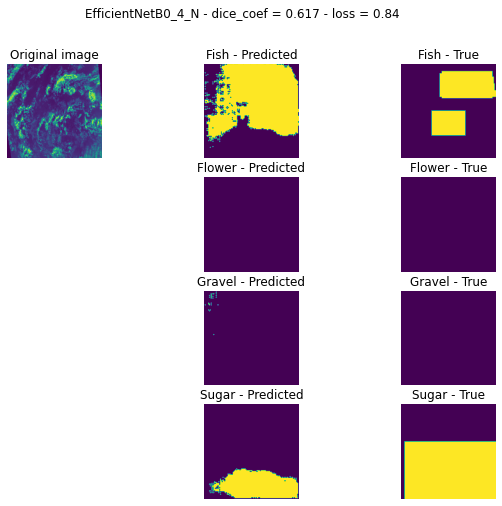 EfficientNetB0_4_N - dice_coef = 0.617 - loss = 0.84
Original image
Fish - Predicted
Fish - True
Flower - Predicted
Flower - True
Gravel - Predicted
Gravel - True
Sugar - Predicted
Sugar - True